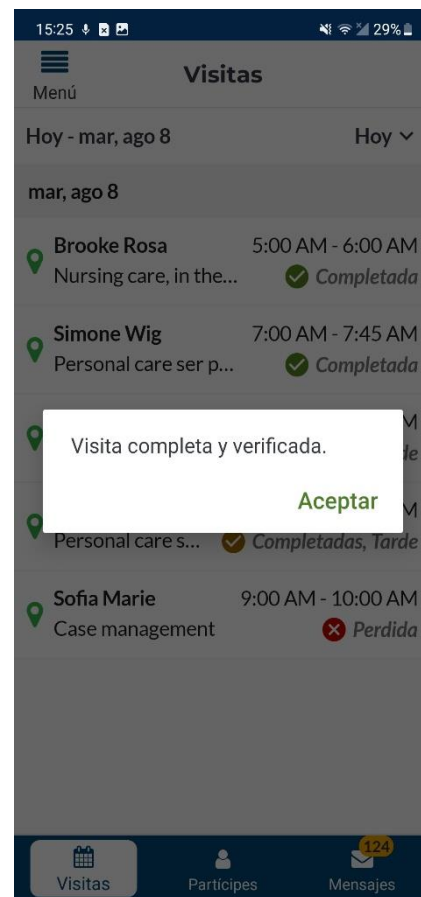 15:25 29%
Menú
Visitas
Hoy - mar, ago 8 Hoy
mar, ago 8
Brooke Rosa 5:00 AM - 6:00 AM
Nursing care, in the... Completada
Simone Wig 7:00 AM - 7:45 AM
Personal care ser p... Completada
Visita completa y verificada.
Aceptar
Personal care s... Completadas, Tarde
Sofia Marie 9:00 AM - 10:00 AM
Case management Perdida
124
Visitas Partícipes Mensajes